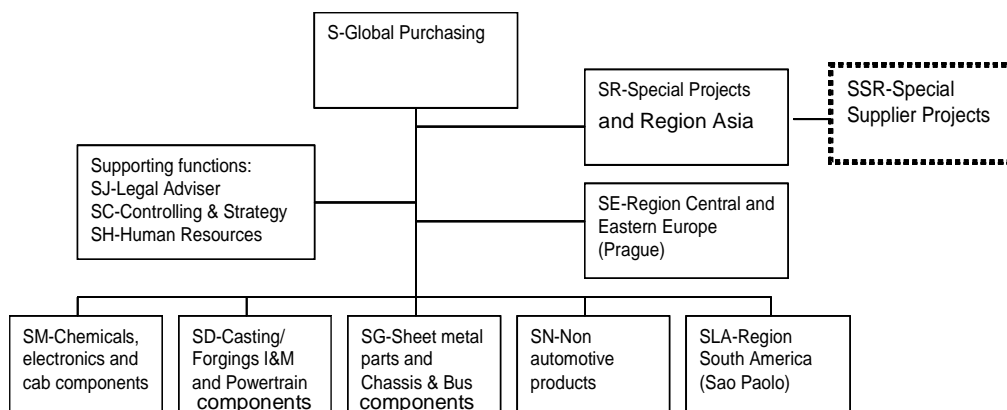 S-Global Purchasing
SR-Special Projects
and Region Asia
SSR-Special
Supplier Projects
Supporting functions:
SJ-Legal Adviser
SC-Controlling & Strategy
SH-Human Resources
SE-Region Central and
Eastern Europe
(Prague)
SM-Chemicals,
electronics and
cab components
SD-Casting/
Forgings I&M
and Powertrain
components
SG-Sheet metal
parts and
Chassis & Bus
components
SN-Non
automotive
products
SLA-Region
South America
(Sao Paolo)